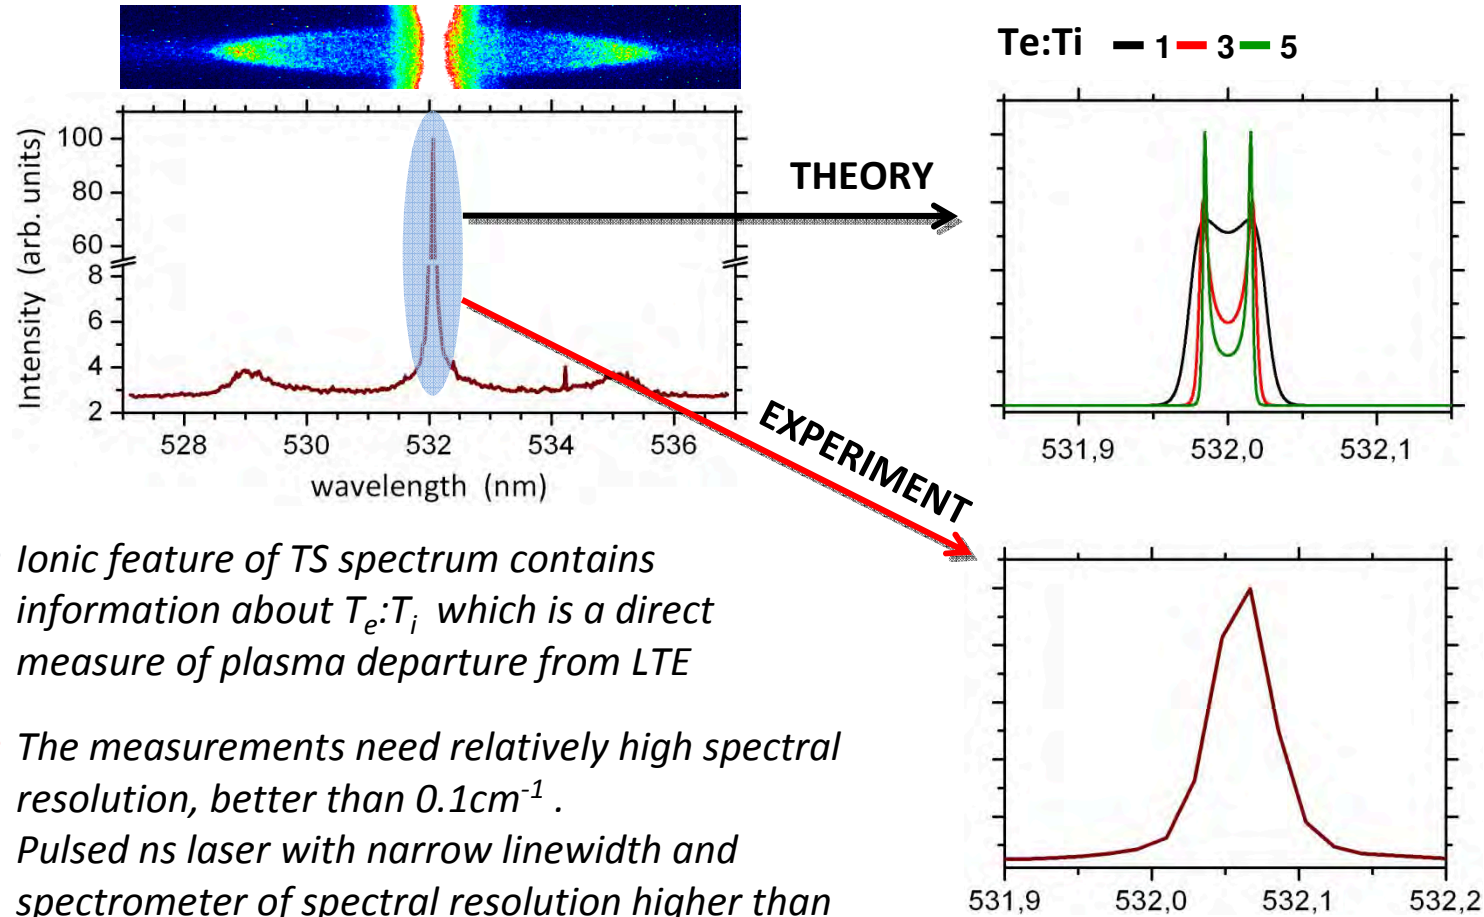 Te:Ti 1 3 5
Intensity (arb. units)
100
80
60
8
6
4
2
528 530 532 534 536
wavelength (nm)
THEORY
EXPERIMENT
531,9 532,0 532,1
Ionic feature of TS spectrum contains
information about Te:Ti which is a direct
measure of plasma departure from LTE
The measurements need relatively high spectral
resolution, better than 0.1cm-1 .
Pulsed ns laser with narrow linewidth and
spectrometer of spectral resolution higher than
531,9 532,0 532,1 532,2